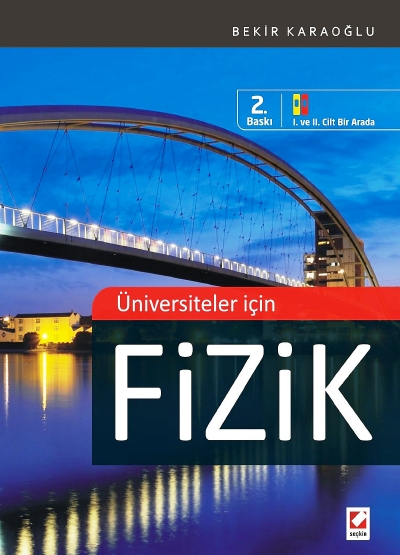 BEKİR KARAOĞLU
2.
Baskı
I. ve II. Cilt Bir Arada
Üniversiteler için
FiZiK
seçkin